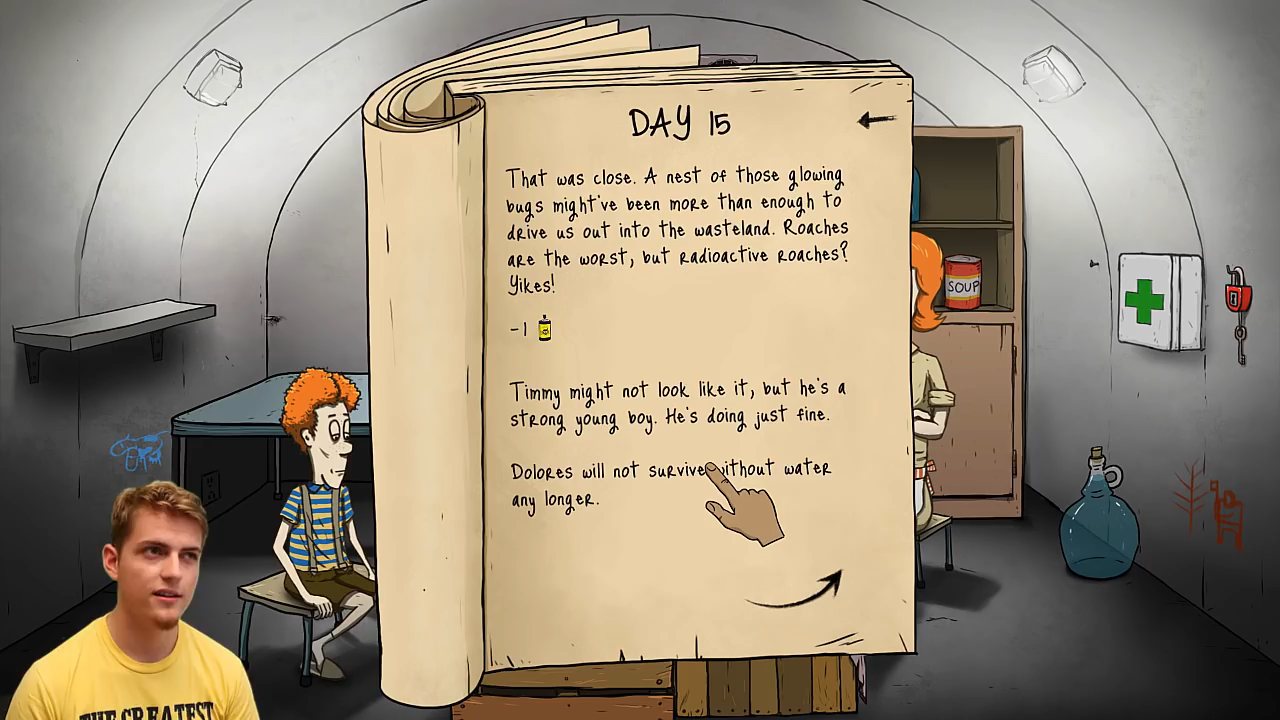 DAY 15
That was close. A nest of those glowing
bugs might've been more than enough to
drive us out into the wasteland. Roaches
are the worst, but radioactive roaches?
Yikes!
-1
Timmy might not look like it, but he's a
strong young boy. He's doing just fine.
Dolores will not survive without water
any longer.
SOUP
THE GREATEST